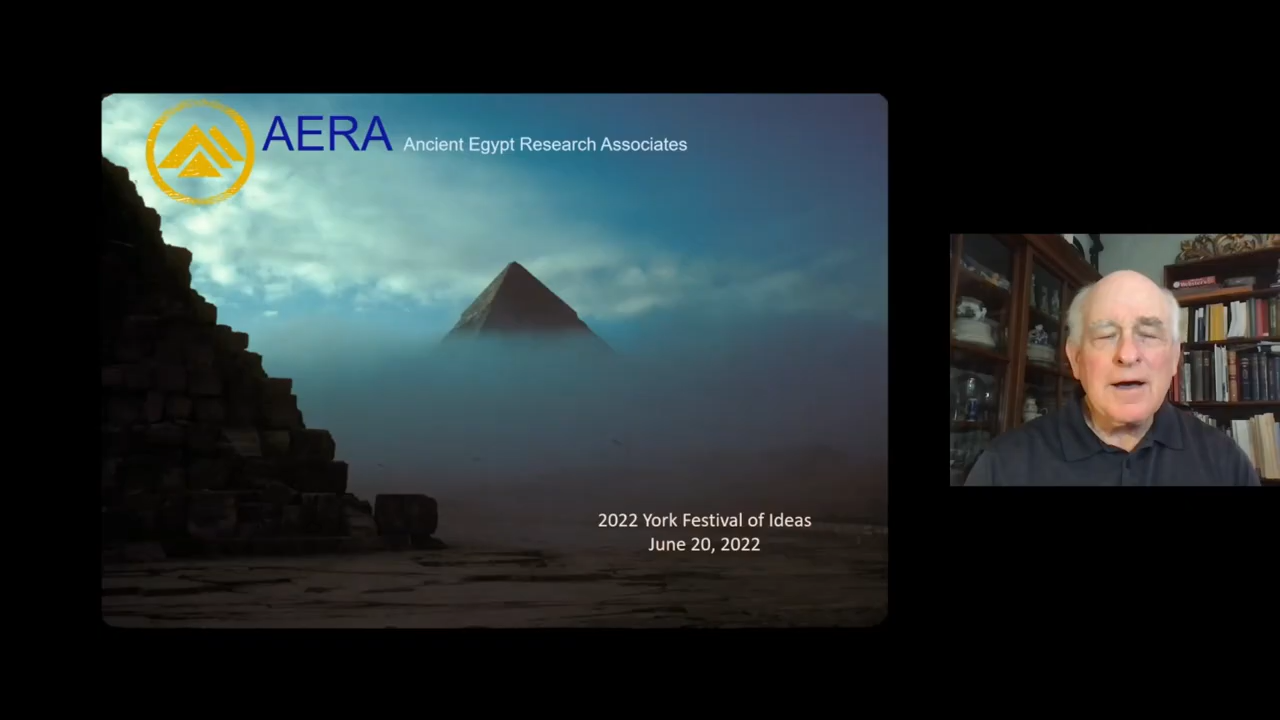 AERA Ancient Egypt Research Associates
2022 York Festival of Ideas
June 20, 2022